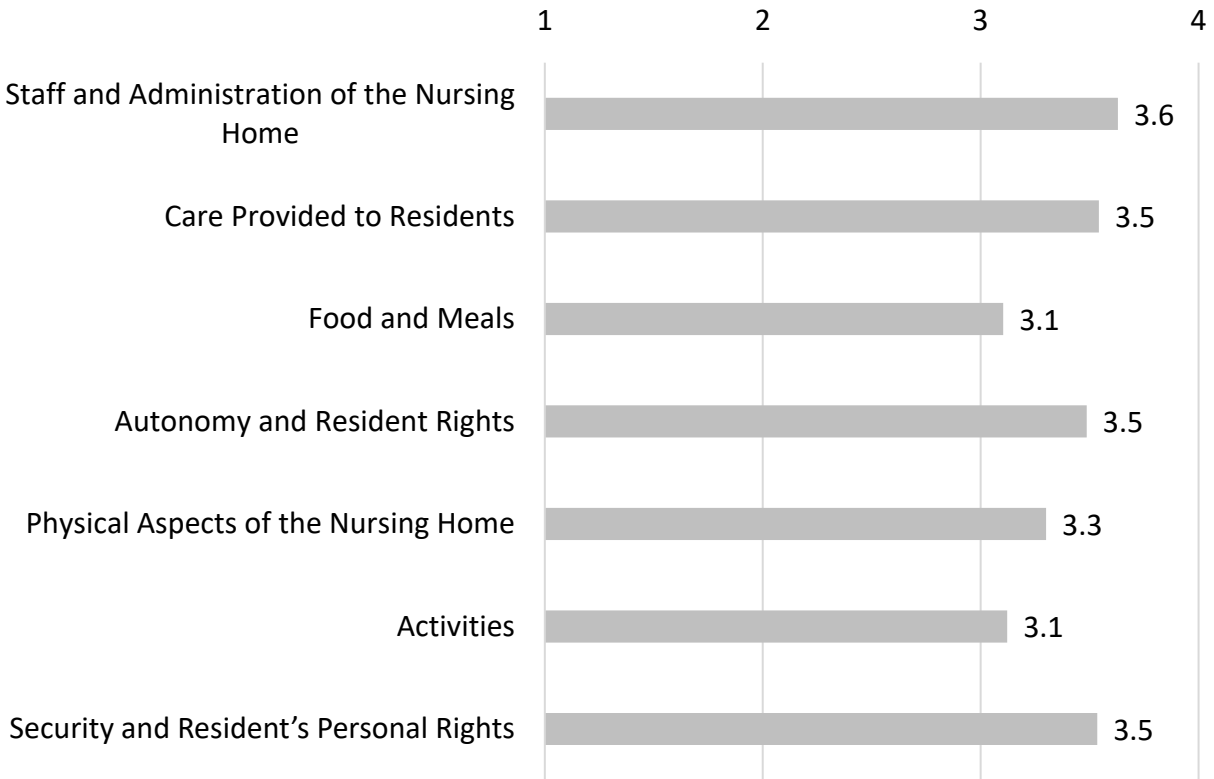 1 2 3 4
Staff and Administration of the Nursing
Home
3.6
Care Provided to Residents 3.5
Food and Meals 3.1
Autonomy and Resident Rights 3.5
Physical Aspects of the Nursing Home 3.3
Activities 3.1
Security and Resident’s Personal Rights 3.5